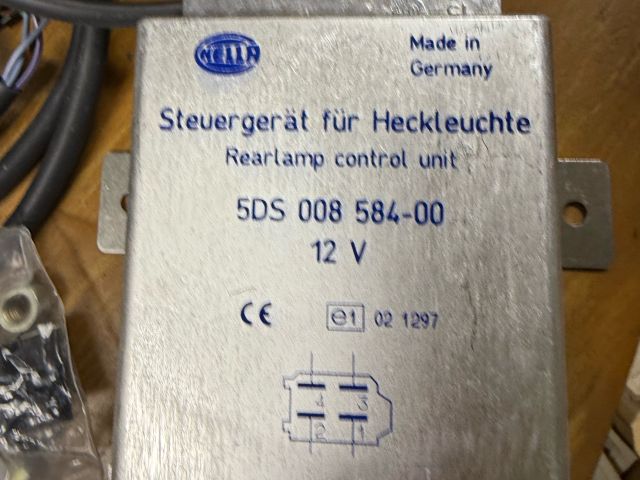 HELLA
Made in
Germany
Steuergerät für Heckleuchte
Rearlamp control unit
5DS 008 584-00
12 V
CE e1 02 1297
4 3
2 1